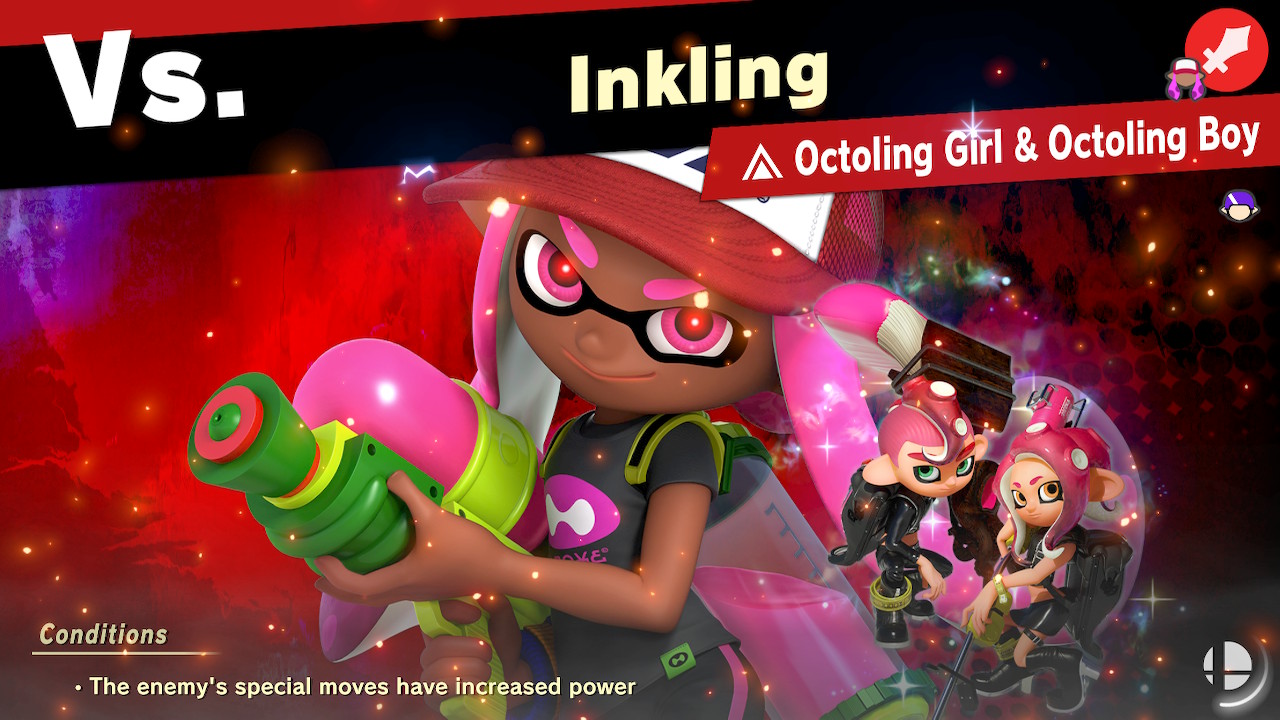 Vs.
Inkling
Octoling Girl & Octoling Boy
Conditions
• The enemy's special moves have increased power